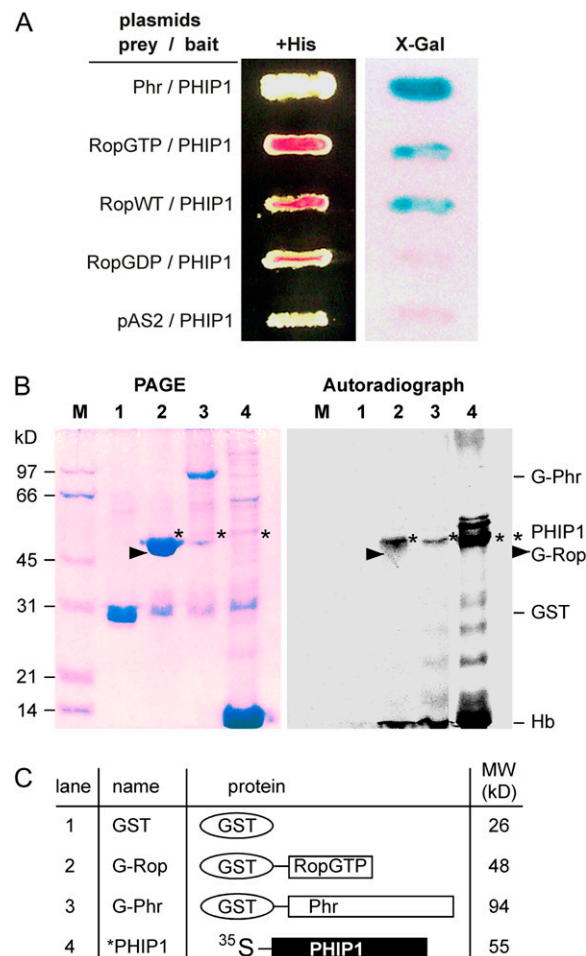 A
plasmids
prey / bait +His X-Gal
Phr / PHIP1
RopGTP / PHIP1
RopWT / PHIP1
RopGDP / PHIP1
pAS2 / PHIP1
B PAGE Autoradiograph
M 1 2 3 4 M 1 2 3 4
kD
97 G-Phr
66
* * * * * * * PHIP1
45 G-Rop
31 GST
21
14 Hb
C
lane name protein MW (kD)
1 GST GST 26
2 G-Rop GST RopGTP 48
3 G-Phr GST Phr 94
4 *PHIP1 35S PHIP1 55